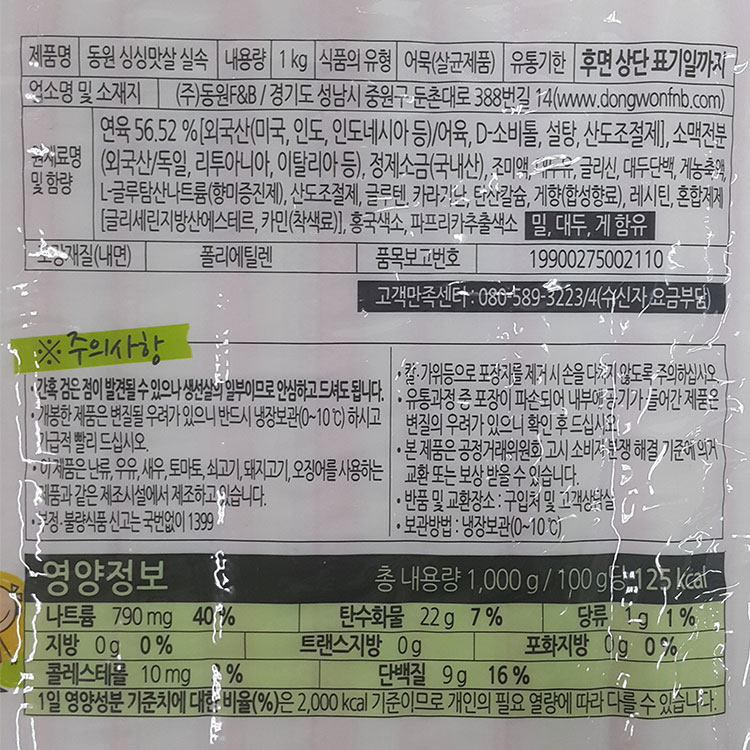 제품명 동원 싱싱맛살 실속 내용량 1 kg 식품의 유형 어묵(살균제품) 유통기한 후면 상단 표기일까지
업소명 및 소재지 (주)동원F&B / 경기도 성남시 중원구 둔촌대로 388번길 14(www.dongwonfnb.com)
원재료명 및 함량
연육 56.52 %[외국산(미국, 인도, 인도네시아 등)/어육, D-소비톨, 설탕, 산도조절제], 소맥전분
(외국산/독일, 리투아니아, 이탈리아 등), 정제소금(국내산), 조미액, 글리신, 대두단백, 게농축액,
L-글루탐산나트륨(향미증진제), 산도조절제, 글루텐, 카라기난, 탄산칼슘, 게향(합성향료), 레시틴, 혼합제제
[글리세린지방산에스테르, 카민(착색료)], 홍국색소, 파프리카추출색소 밀, 대두, 게 함유
포장재질(내면) 폴리에틸렌 품목보고번호 19900275002110
고객만족센터 : 080-589-3223/4(수신자 요금부담)
※주의사항
·간혹 검은 점이 발견될 수 있으나 생선살의 일부이므로 안심하고 드셔도 됩니다.
·개봉한 제품은 변질될 우려가 있으니 반드시 냉장보관(0~10℃) 하시고
가급적 빨리 드십시오.
·이 제품은 난류, 우유, 새우, 토마토, 쇠고기, 돼지고기, 오징어를 사용하는
제품과 같은 제조시설에서 제조하고 있습니다.
·부정·불량식품 신고는 국번없이 1399
·칼·가위등으로 포장지를 제거 시 손을 다치지 않도록 주의하십시오
·유통과정 중 포장이 파손되어 내부에 공기가 들어간 제품은
변질의 우려가 있으니 확인 후 드십시오
·본 제품은 공정거래위원회 고시 소비자 분쟁 해결 기준에 의거
교환 또는 보상 받을 수 있습니다.
·반품 및 교환장소 : 구입처 및 고객상담실
·보관방법 : 냉장보관(0~10℃)
영양정보 총 내용량 1,000 g / 100 g당 125 kcal
나트륨 790 mg 40 % 탄수화물 22 g 7 % 당류 1 g 1 %
지방 0 g 0 % 트랜스지방 0 g 포화지방 0 g 0 %
콜레스테롤 10 mg % 단백질 9 g 16 %
1일 영양성분 기준치에 대한 비율(%)은 2,000 kcal 기준이므로 개인의 필요 열량에 따라 다를 수 있습니다.